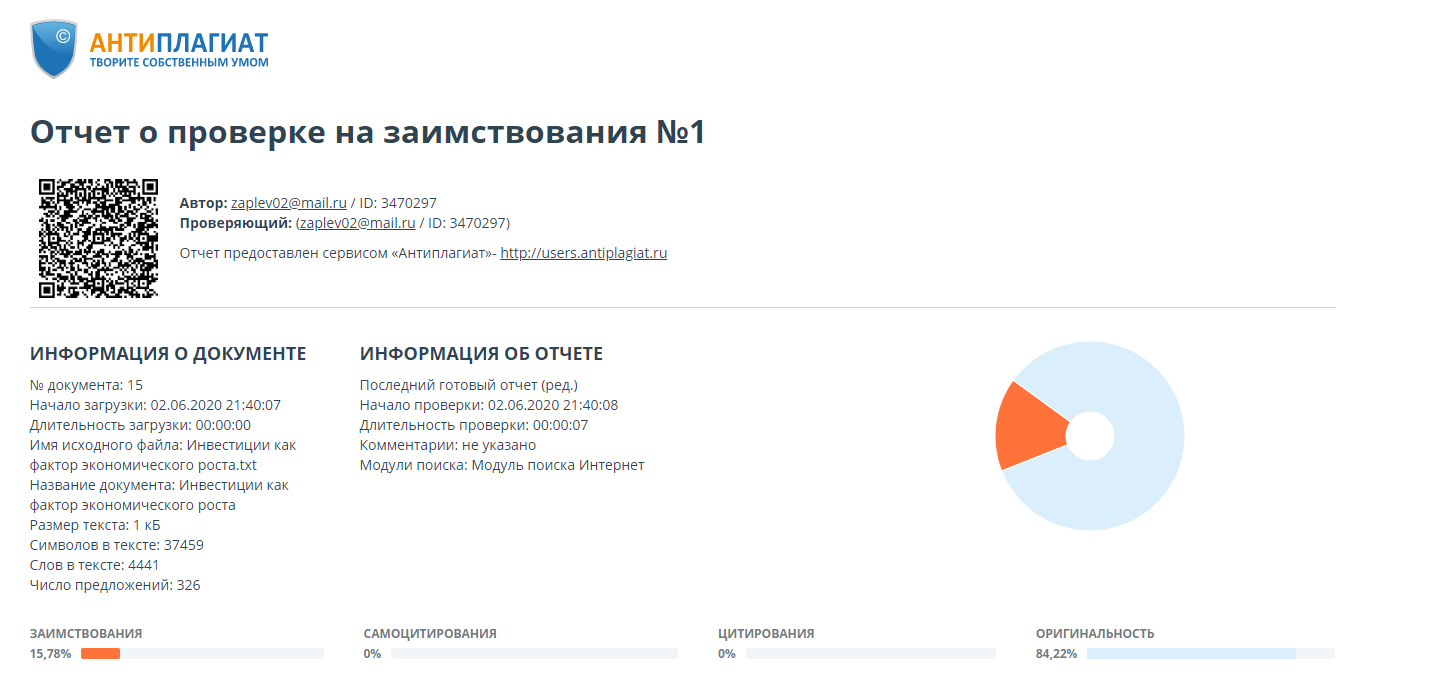 ©
АНТИПЛАГИАТ
ТВОРИТЕ СОБСТВЕННЫМ УМОМ
Отчет о проверке на заимствования №1
Автор: zaplev02@mail.ru / ID: 3470297
Проверяющий: (zaplev02@mail.ru / ID: 3470297)
Отчет предоставлен сервисом «Антиплагиат»- http://users.antiplagiat.ru
ИНФОРМАЦИЯ О ДОКУМЕНТЕ
№ документа: 15
Начало загрузки: 02.06.2020 21:40:07
Длительность загрузки: 00:00:00
Имя исходного файла: Инвестиции как
фактор экономического роста.txt
Название документа: Инвестиции как
фактор экономического роста
Размер текста: 1 кБ
Cимволов в тексте: 37459
Слов в тексте: 4441
Число предложений: 326
ИНФОРМАЦИЯ ОБ ОТЧЕТЕ
Последний готовый отчет (ред.)
Начало проверки: 02.06.2020 21:40:08
Длительность проверки: 00:00:07
Комментарии: не указано
Модули поиска: Модуль поиска Интернет
ЗАИМСТВОВАНИЯ
15,78%
САМОЦИТИРОВАНИЯ
0%
ЦИТИРОВАНИЯ
0%
ОРИГИНАЛЬНОСТЬ
84,22%